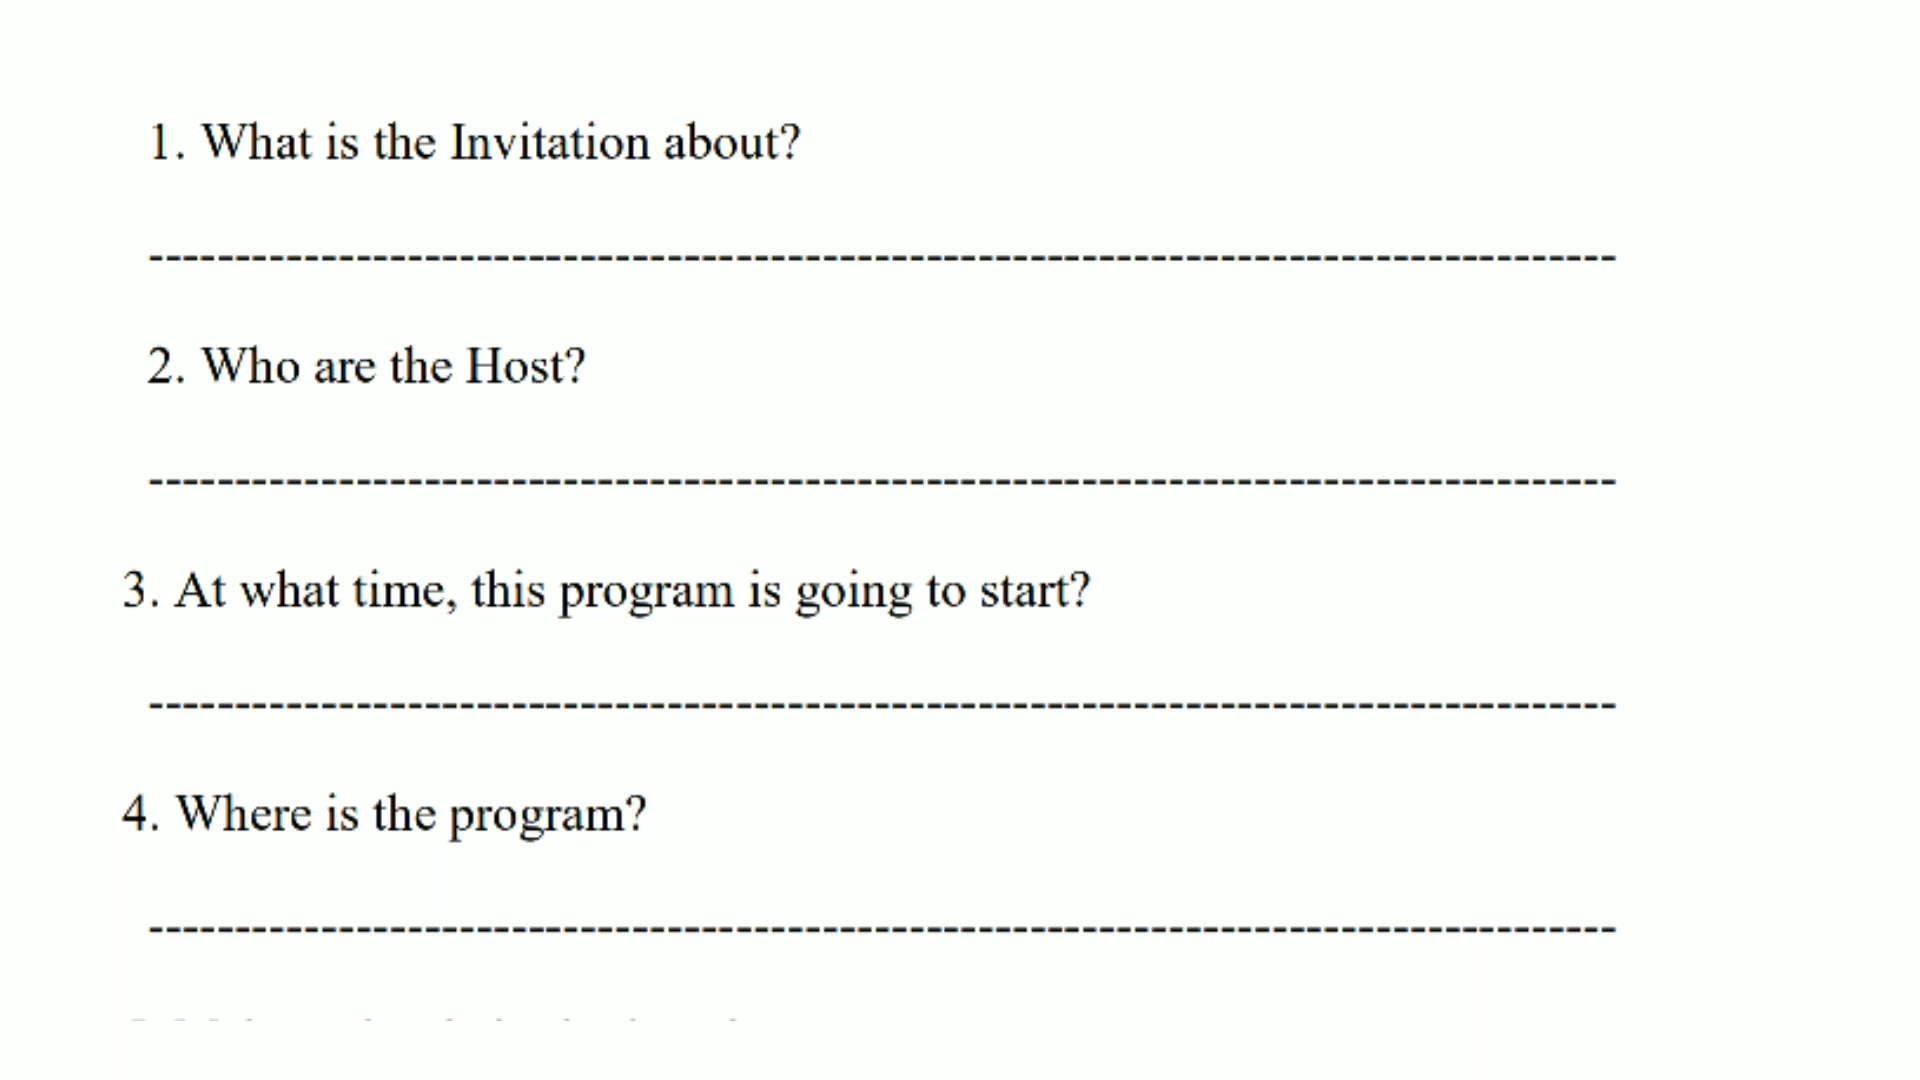 1. What is the Invitation about?
-------------------------------------------------------------------------------------
2. Who are the Host?
-------------------------------------------------------------------------------------
3. At what time, this program is going to start?
-------------------------------------------------------------------------------------
4. Where is the program?
-------------------------------------------------------------------------------------